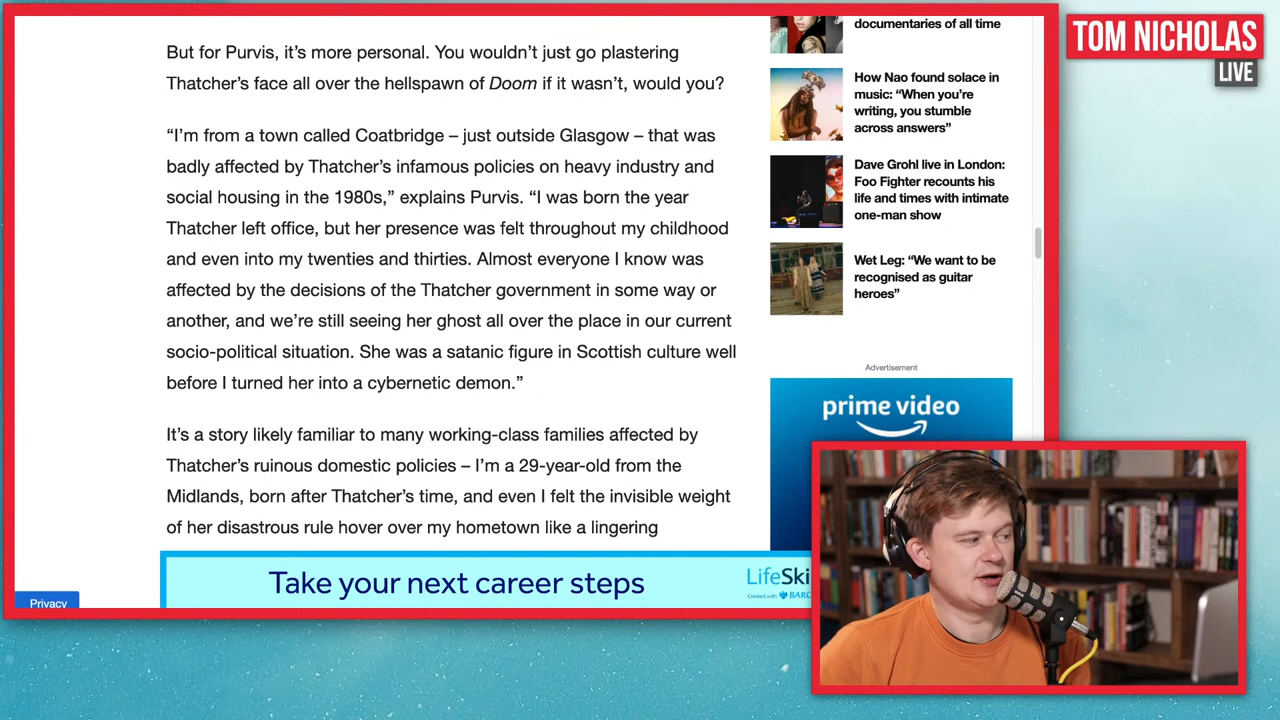 But for Purvis, it’s more personal. You wouldn’t just go plastering
Thatcher’s face all over the hellspawn of Doom if it wasn’t, would you?
“I’m from a town called Coatbridge – just outside Glasgow – that was
badly affected by Thatcher’s infamous policies on heavy industry and
social housing in the 1980s,” explains Purvis. “I was born the year
Thatcher left office, but her presence was felt throughout my childhood
and even into my twenties and thirties. Almost everyone I know was
affected by the decisions of the Thatcher government in some way or
another, and we’re still seeing her ghost all over the place in our current
socio-political situation. She was a satanic figure in Scottish culture well
before I turned her into a cybernetic demon.”
It’s a story likely familiar to many working-class families affected by
Thatcher’s ruinous domestic policies – I’m a 29-year-old from the
Midlands, born after Thatcher’s time, and even I felt the invisible weight
of her disastrous rule hover over my hometown like a lingering
documentaries of all time
How Nao found solace in
music: “When you’re
writing, you stumble
across answers”
Dave Grohl live in London:
Foo Fighter recounts his
life and times with intimate
one-man show
Wet Leg: “We want to be
recognised as guitar
heroes”
Advertisement
prime video
Take your next career steps
LifeSki
Created with BARC
Privacy
TOM NICHOLAS
LIVE